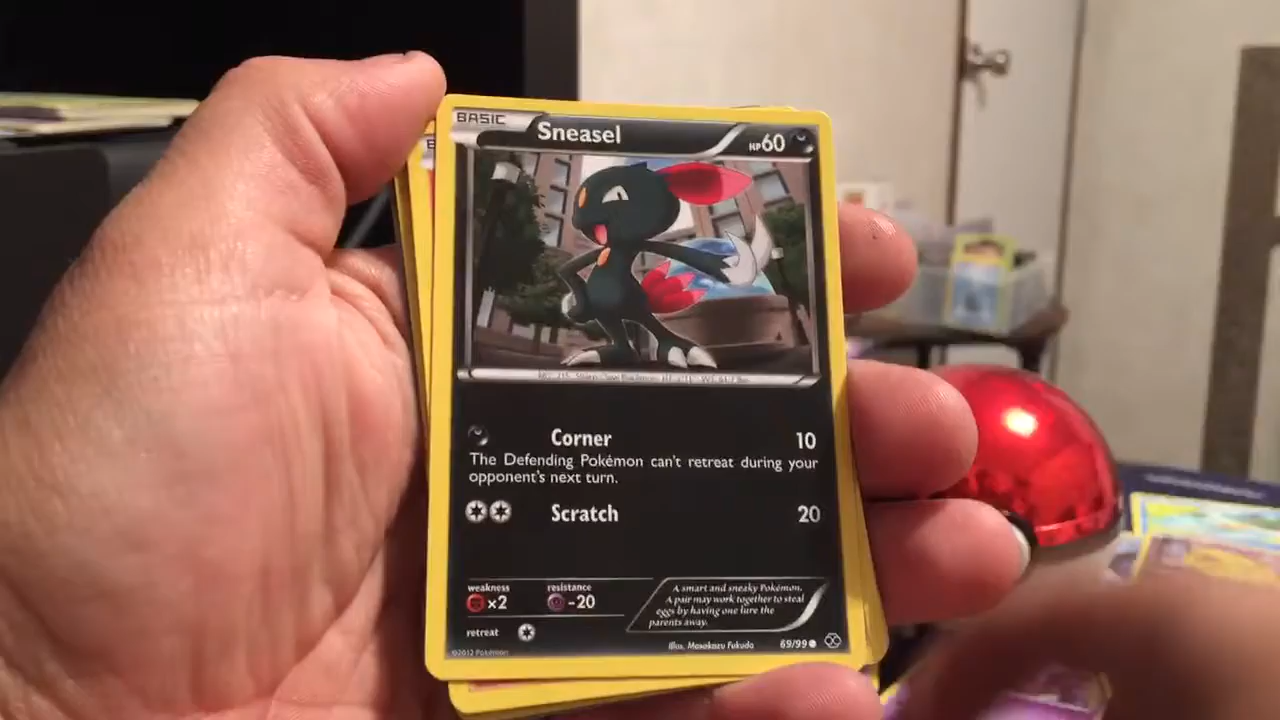 BASIC
Sneasel
HP60
Corner 10
The Defending Pokémon can't retreat during your
opponent's next turn.
Scratch 20
weakness resistance
×2 -20
A smart and sneaky Pokémon.
A pair may work together to steal
eggs by having one lure the
parents away.
retreat
©2012 Pokémon
Illus. Masakazu Fukuda 69/99